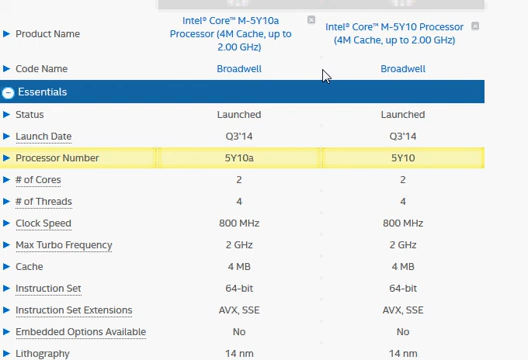 Product Name
Intel® Core™ M-5Y10a
Processor (4M Cache, up to
2.00 GHz)
Intel® Core™ M-5Y10 Processor
(4M Cache, up to 2.00 GHz)
Code Name Broadwell Broadwell
Essentials
Status Launched Launched
Launch Date Q3'14 Q3'14
Processor Number 5Y10a 5Y10
# of Cores 2 2
# of Threads 4 4
Clock Speed 800 MHz 800 MHz
Max Turbo Frequency 2 GHz 2 GHz
Cache 4 MB 4 MB
Instruction Set 64-bit 64-bit
Instruction Set Extensions AVX, SSE AVX, SSE
Embedded Options Available No No
Lithography 14 nm 14 nm